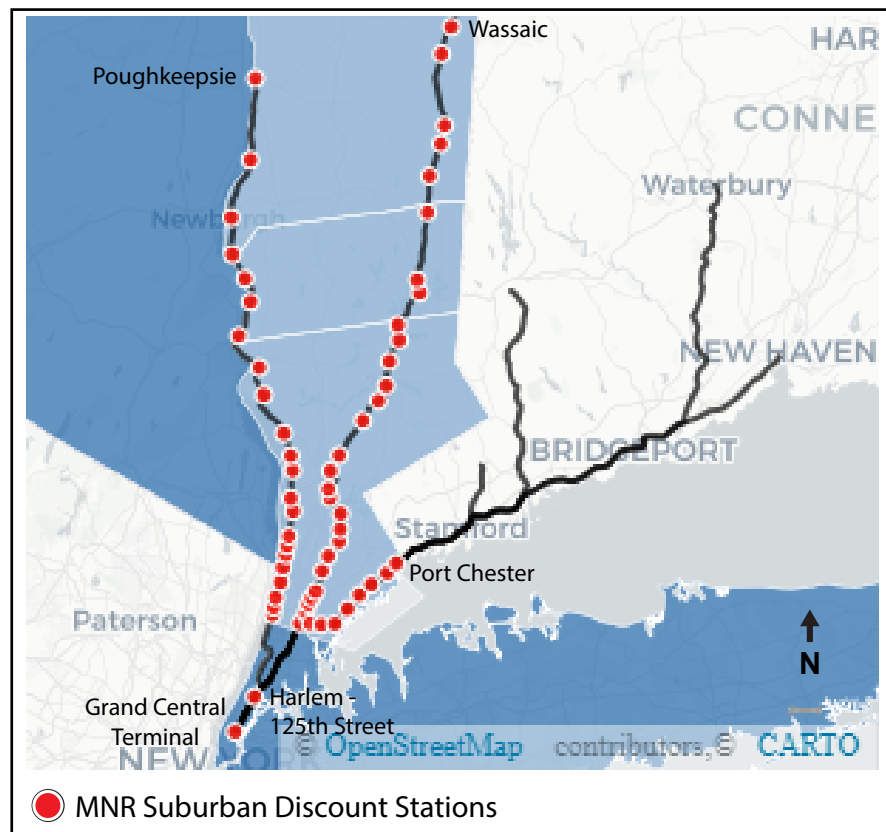 Wassaic
HAR
Poughkeepsie
CONNE
Waterbury
Newburgh
NEW HAVEN
BRIDGEPORT
Stamford
Port Chester
Paterson
N
Grand Central
Terminal
Harlem -
125th Street
NEW YORK
© OpenStreetMap contributors, © CARTO
MNR Suburban Discount Stations